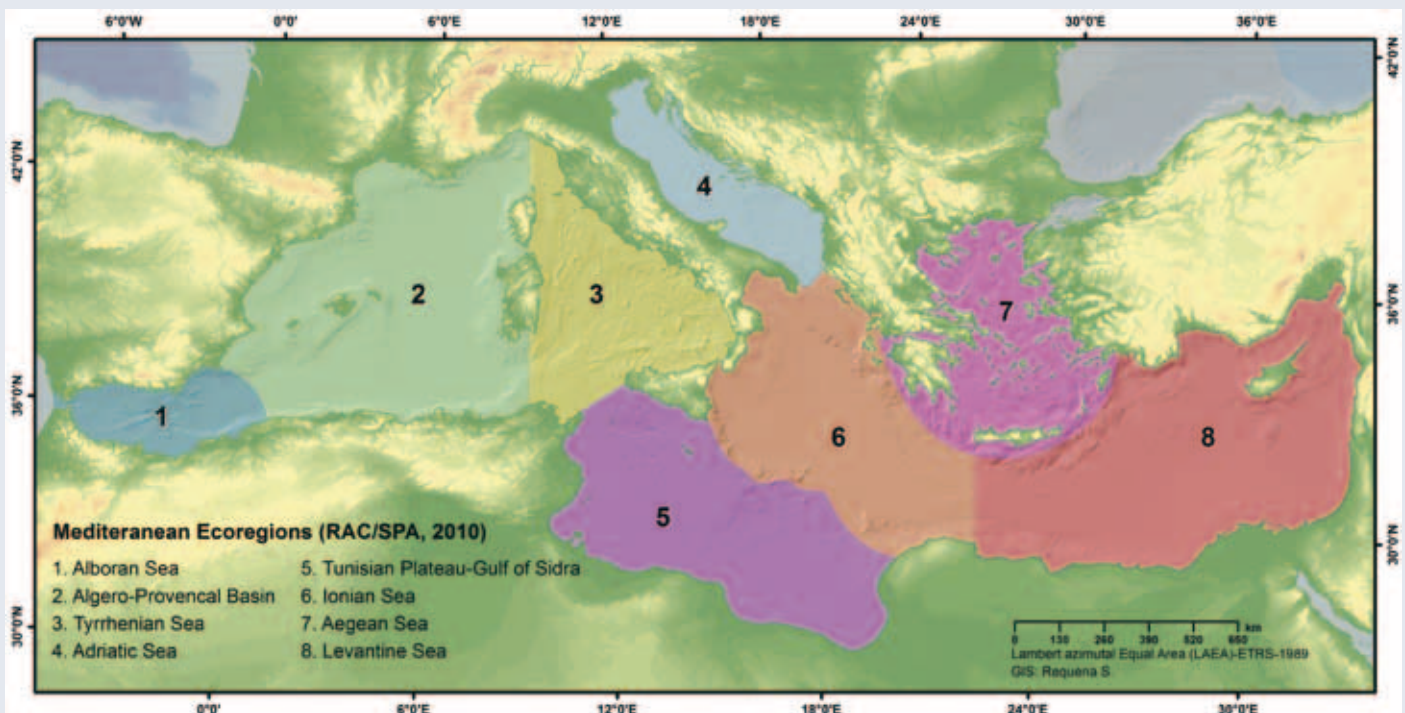 6°0'W 0°0' 6°0'E 12°0'E 18°0'E 24°0'E 30°0'E 36°0'E
42°0'N
42°0'N
4
2
3
7
36°0'N
36°0'N
1
6
8
5
Mediteranean Ecoregions (RAC/SPA, 2010)
1. Alboran Sea
2. Algero-Provencal Basin
3. Tyrrhenian Sea
4. Adriatic Sea
5. Tunisian Plateau-Gulf of Sidra
6. Ionian Sea
7. Aegean Sea
8. Levantine Sea
30°0'N
30°0'N
km
0 130 260 390 520 650
Lambert azimutal Equal Area (LAEA)-ETRS-1989
GIS: Requena S
0°0' 6°0'E 12°0'E 18°0'E 24°0'E 30°0'E